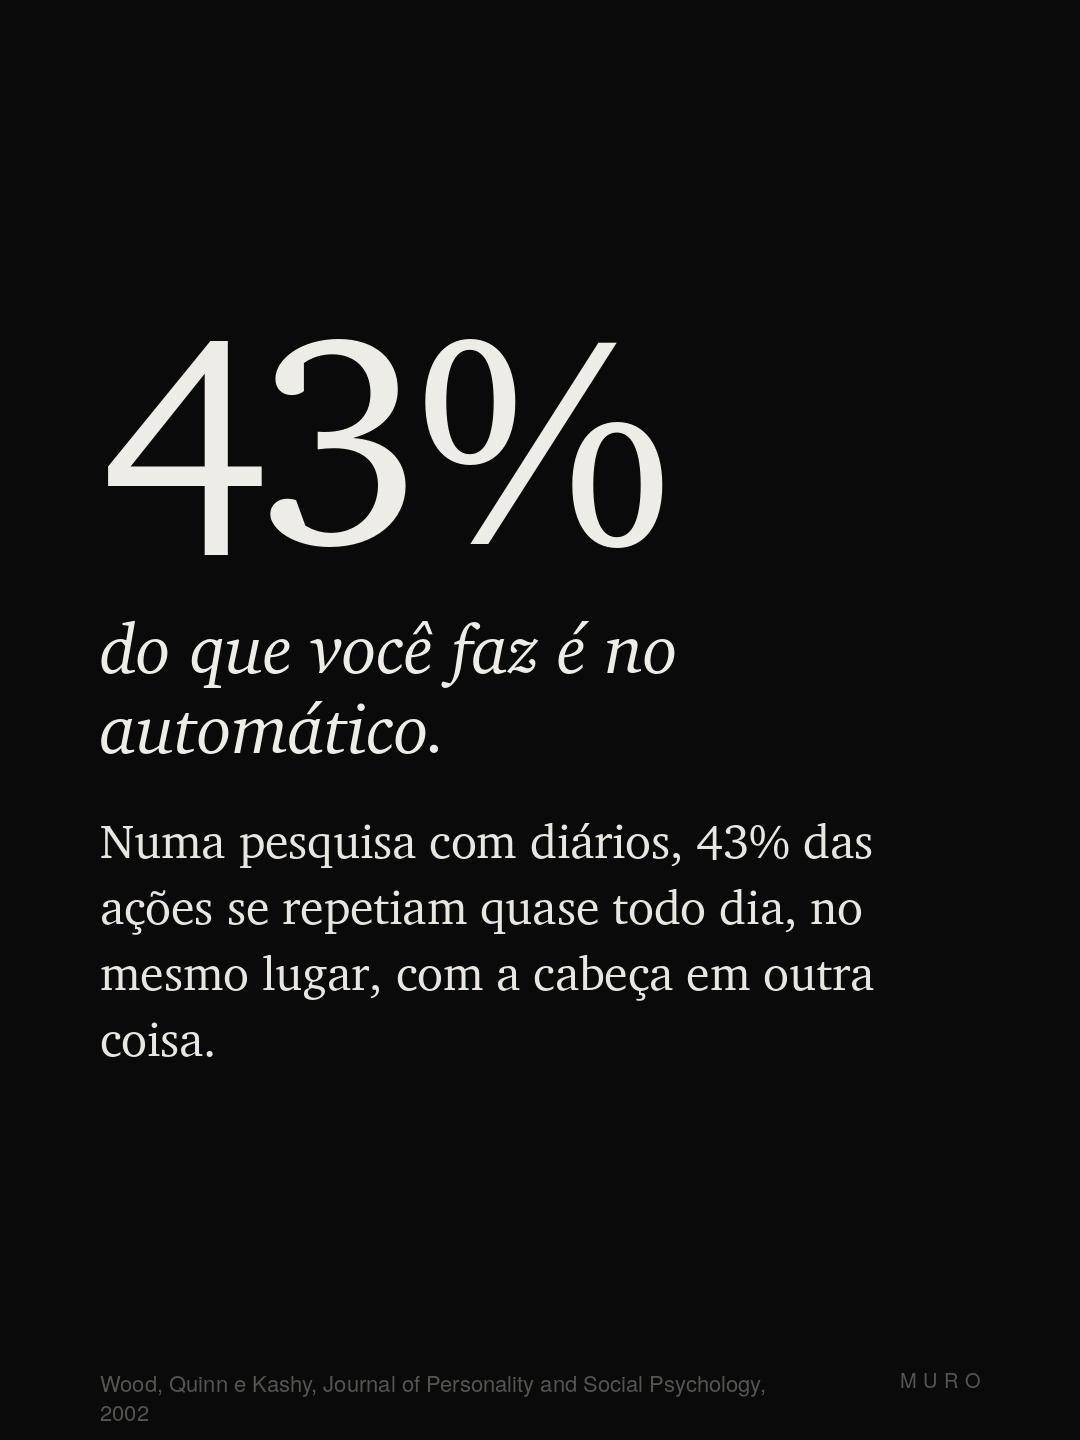 43%
do que você faz é no
automático.
Numa pesquisa com diários, 43% das
ações se repetiam quase todo dia, no
mesmo lugar, com a cabeça em outra
coisa.
Wood, Quinn e Kashy, Journal of Personality and Social Psychology,
2002
MURO